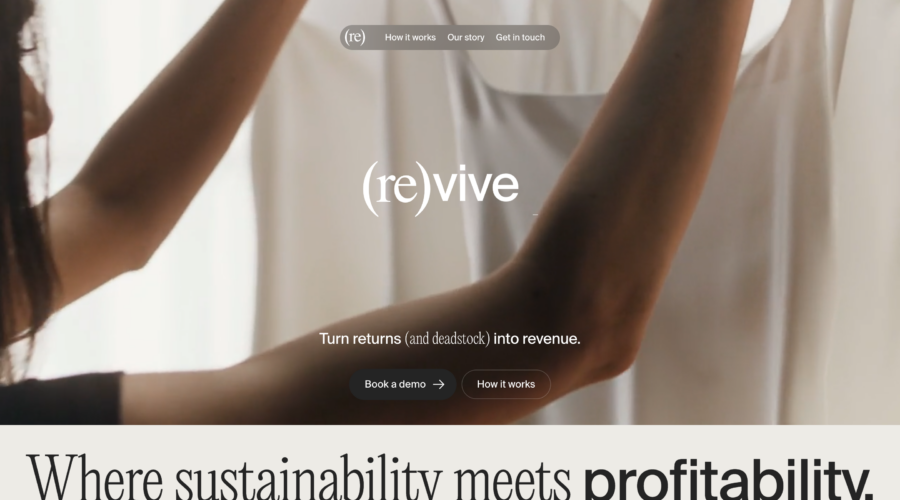 (re) How it works Our story Get in touch
(re)vive
Turn returns (and deadstock) into revenue.
Book a demo → How it works
Where sustainability meets profitability.